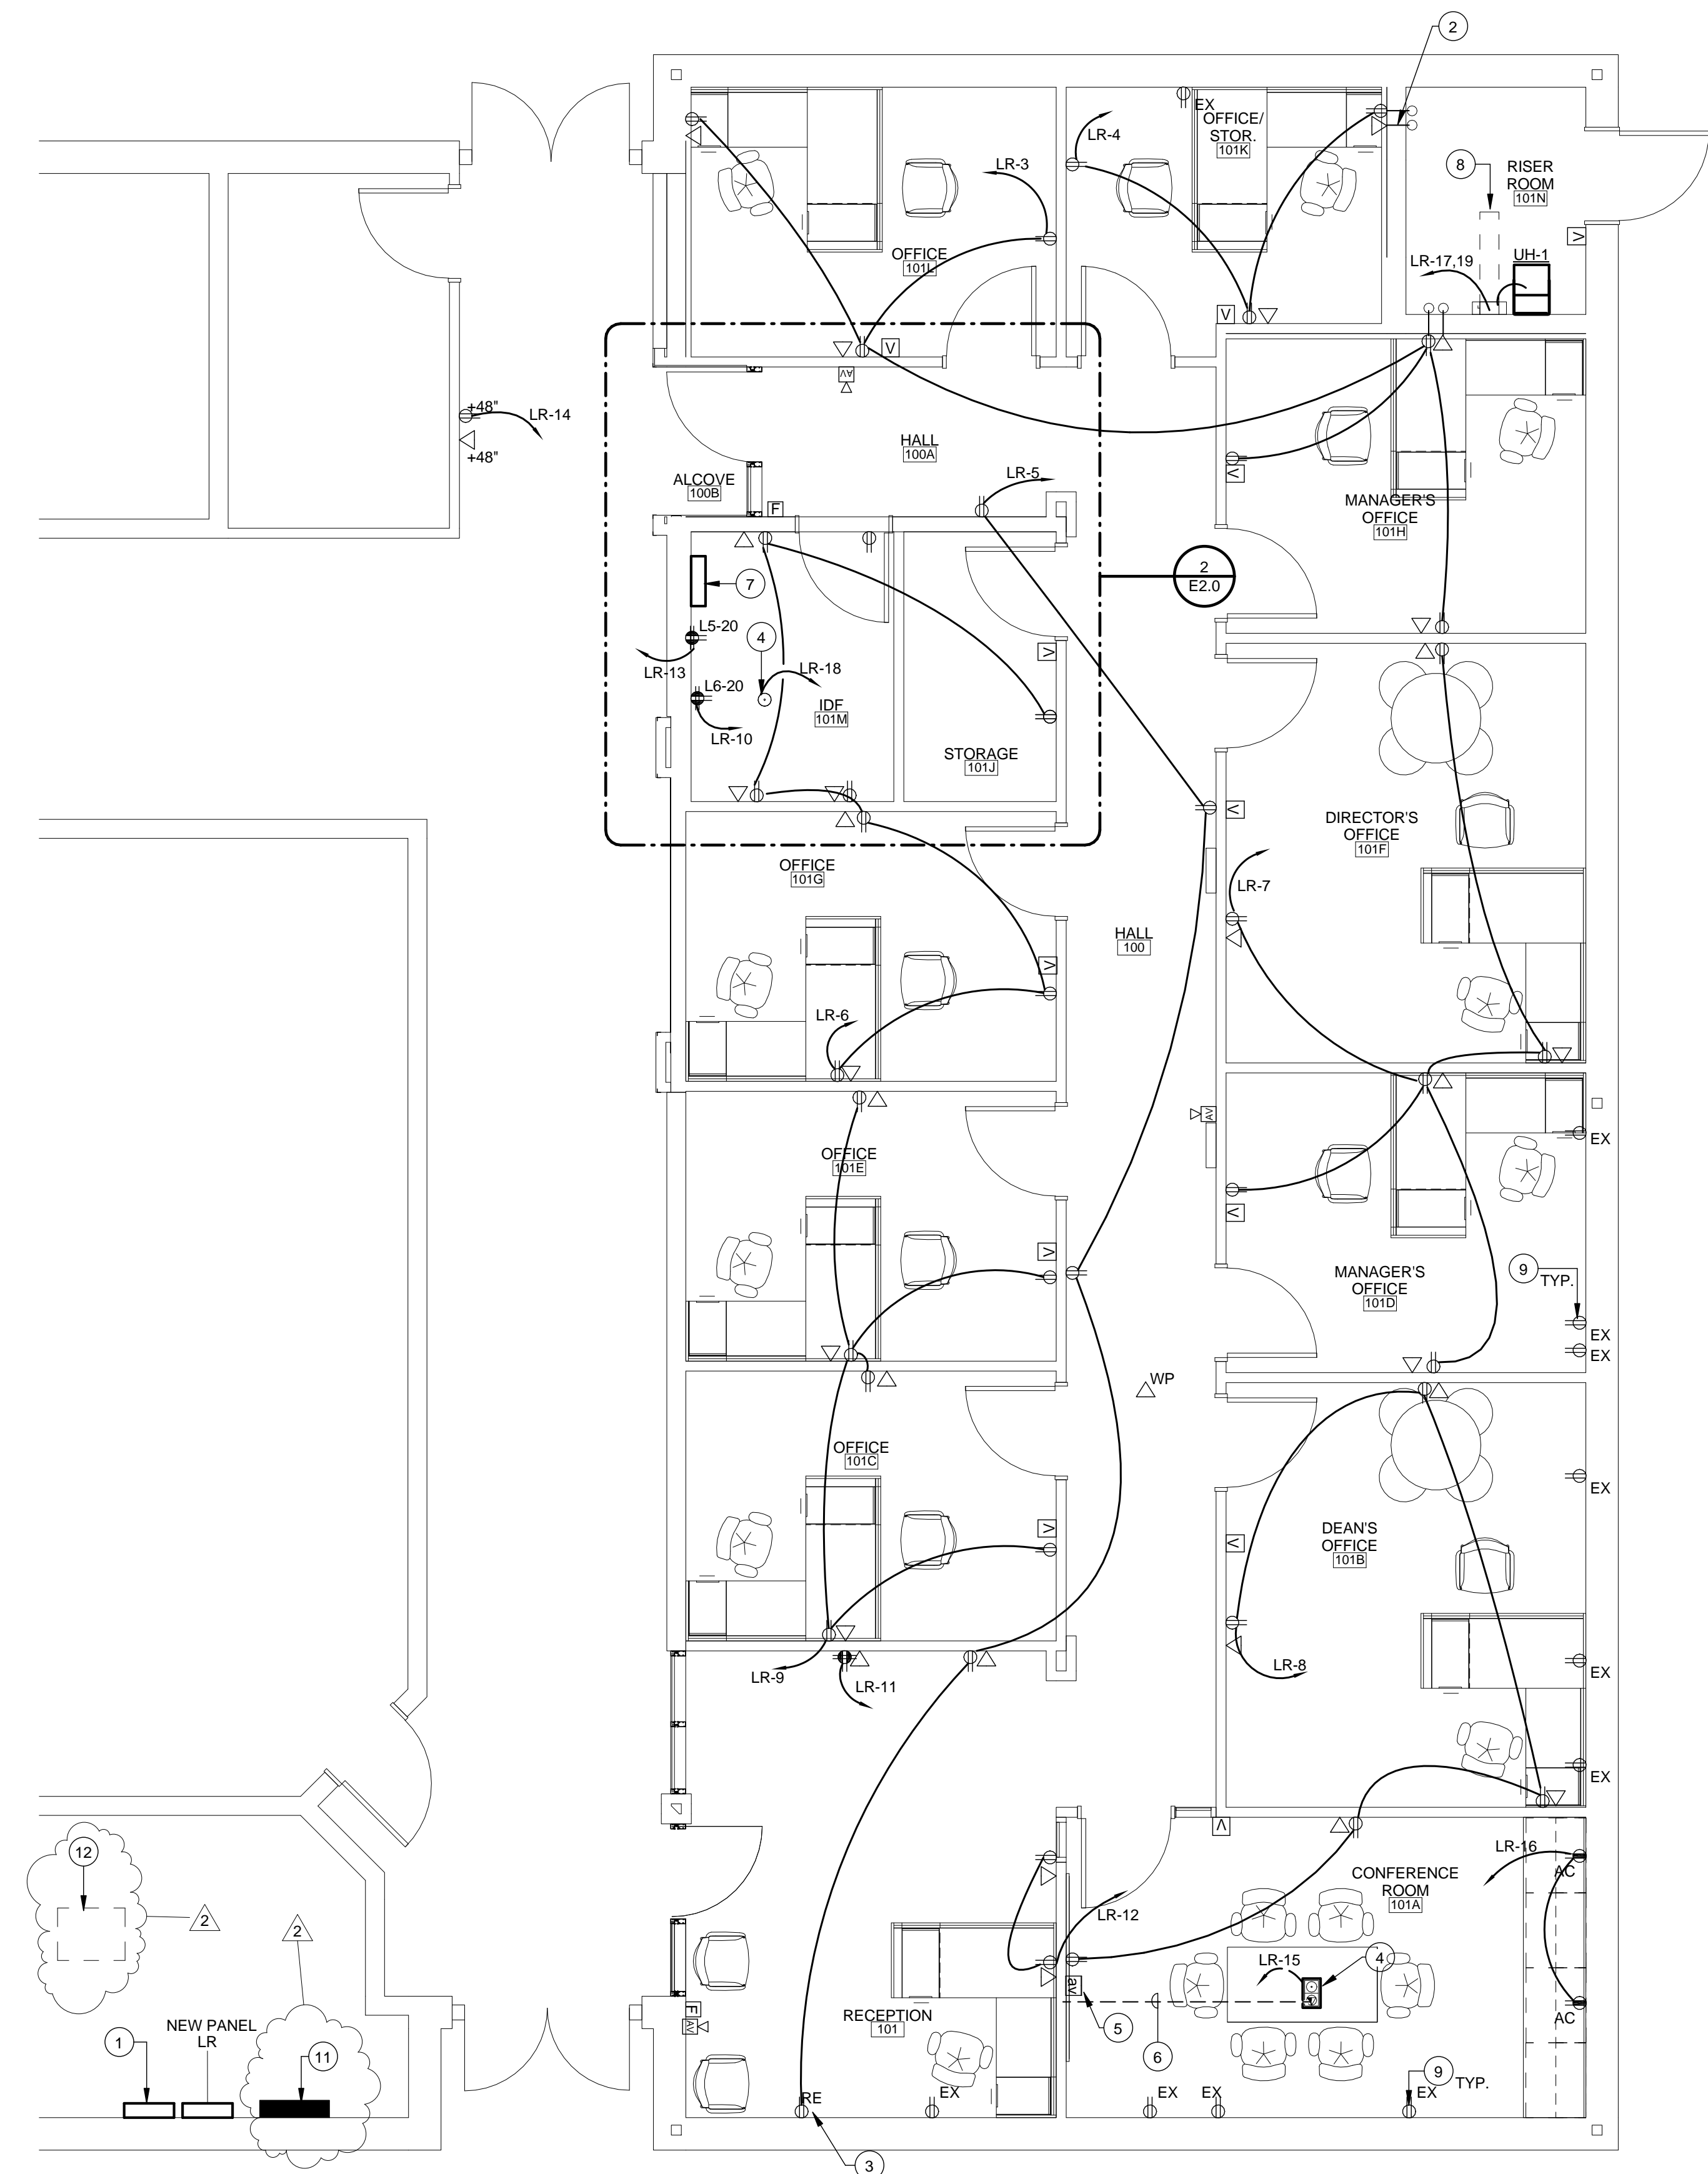 2
EX
OFFICE/
STOR.
101K
LR-4
LR-3
8
RISER
ROOM
101N
V
OFFICE
101L
LR-17,19
UH-1
V
V
AV
+48"
LR-14
+48"
HALL
100A
LR-5
V
ALCOVE
100B
F
MANAGER'S
OFFICE
101H
7
2
E2.0
L5-20
4
LR-13
LR-18
V
L6-20
IDF
101M
LR-10
STORAGE
101J
V
DIRECTOR'S
OFFICE
101F
OFFICE
101G
LR-7
HALL
100
V
LR-6
AV
EX
OFFICE
101E
V
V
MANAGER'S
OFFICE
101D
9
TYP.
EX
EX
WP
OFFICE
101C
EX
V
DEAN'S
OFFICE
101B
V
LR-9
LR-11
LR-8
EX
EX
V
12
2
2
LR-16
AC
CONFERENCE
ROOM
101A
LR-12
LR-15
4
av
5
6
AC
F
AV
RECEPTION
101
NEW PANEL
LR
1
11
9
TYP.
RE
EX
EX
EX
EX
3